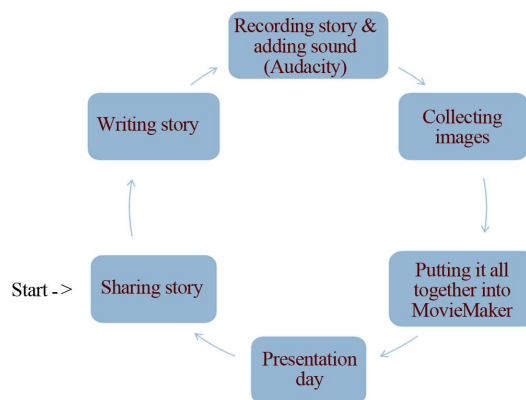 Recording story &
adding sound
(Audacity)
Writing story
Collecting
images
Start ->
Sharing story
Putting it all
together into
MovieMaker
Presentation
day